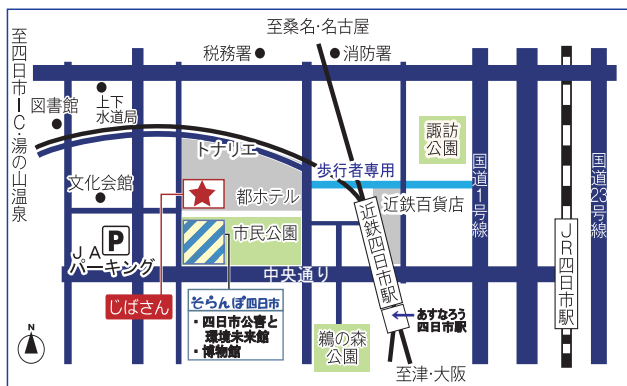 至桑名・名古屋
税務署
消防署
至四日市IC・湯の山温泉
上下
水道局
図書館
トナリエ
歩行者専用
諏訪
公園
国道1号線
国道23号線
文化会館
都ホテル
近鉄百貨店
近鉄四日市駅
JR四日市駅
JA P
パーキング
市民公園
中央通り
じばさん
そらんぽ四日市
・四日市公害と
環境未来館
・博物館
鵜の森
公園
←あすなろう
四日市駅
N
至津・大阪